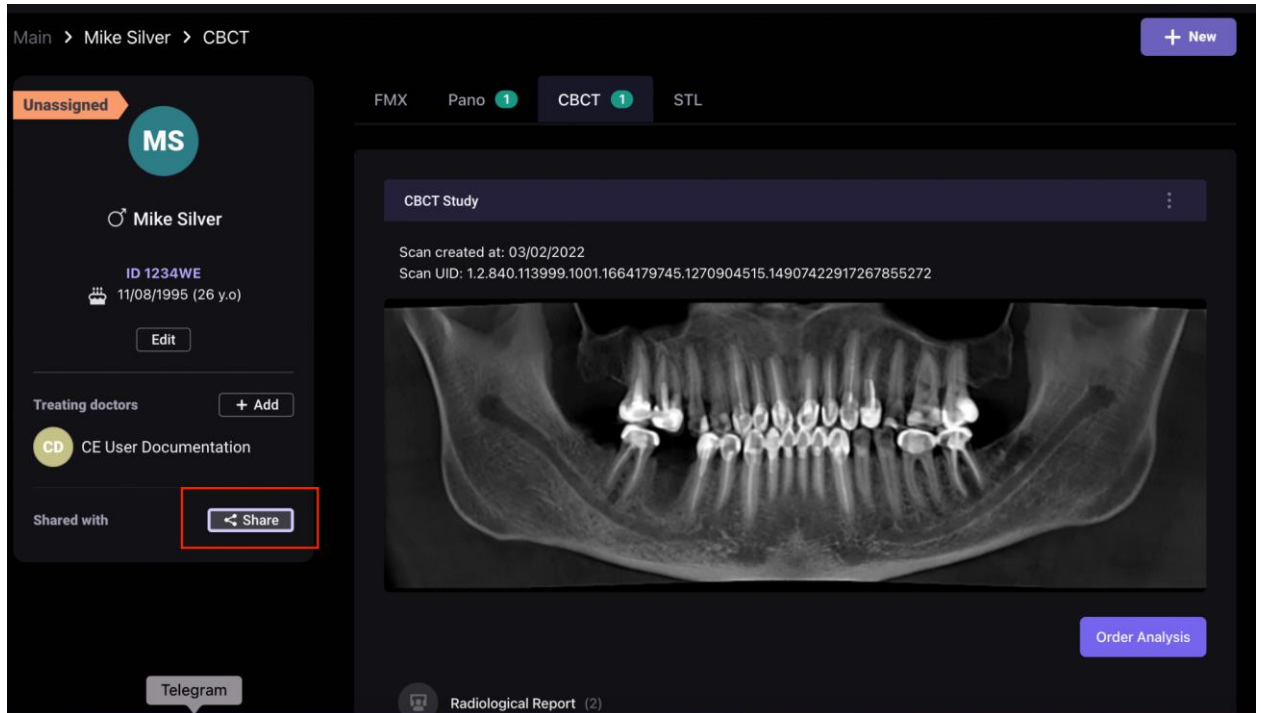 Main > Mike Silver > CBCT
+ New
Unassigned
MS
Mike Silver
ID 1234WE
11/08/1995 (26 y.o)
Edit
Treating doctors
+ Add
CD
CE User Documentation
Shared with
Share
FMX Pano 1 CBCT 1 STL
CBCT Study
Scan created at: 03/02/2022
Scan UID: 1.2.840.113999.1001.1664179745.1270904515.14907422917267855272
Order Analysis
Radiological Report (2)
Telegram